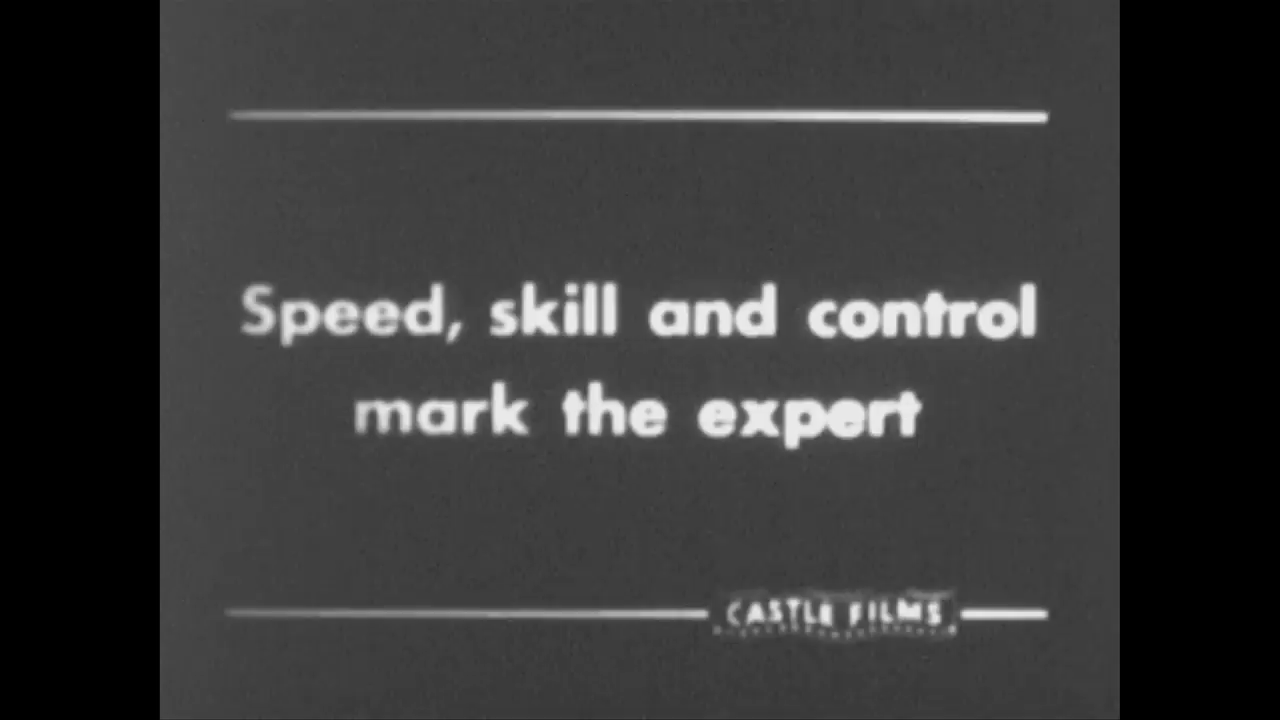 Speed, skill and control
mark the expert
CASTLE FILMS